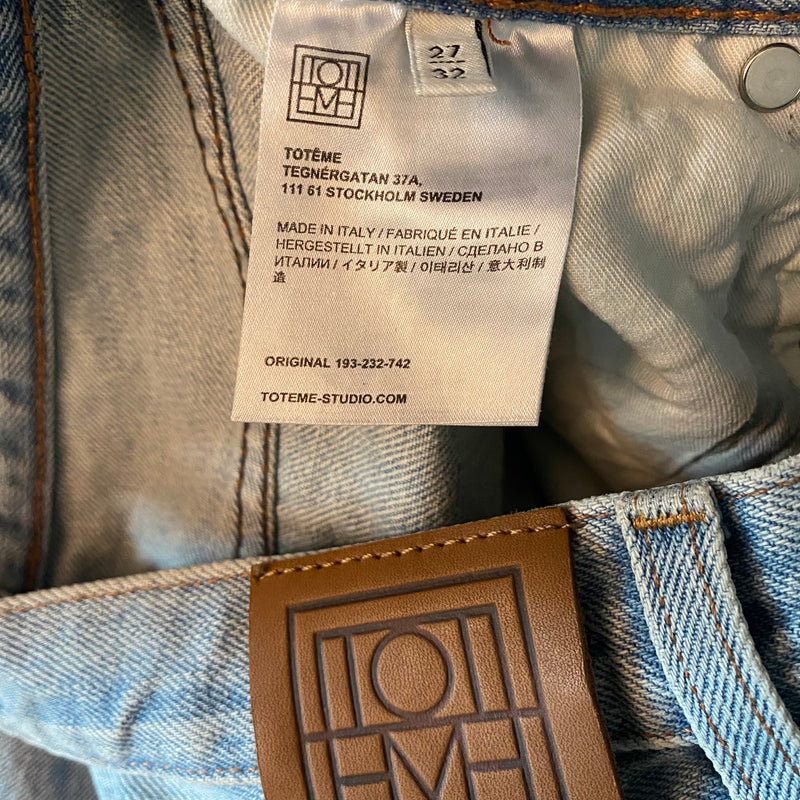 TOTÊME
27
32
TOTÊME
TEGNÉRGATAN 37A,
111 61 STOCKHOLM SWEDEN
MADE IN ITALY / FABRIQUÉ EN ITALIE /
HERGESTELLT IN ITALIEN / СДЕЛАНО В
ИТАЛИИ / イタリア製 / 이태리산 / 意大利制
造
ORIGINAL 193-232-742
TOTEME-STUDIO.COM
TOTEME